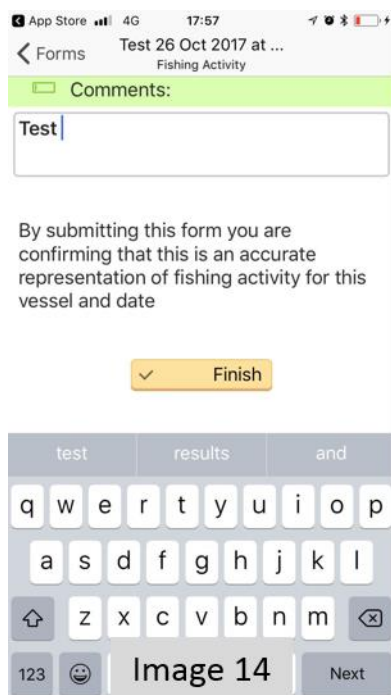 App Store 4G 17:57
Forms Test 26 Oct 2017 at ...
Fishing Activity
Comments:
Test
By submitting this form you are
confirming that this is an accurate
representation of fishing activity for this
vessel and date
Finish
test results and
q w e r t y u i o p
a s d f g h j k l
z x c v b n m
123 Image 14 Next